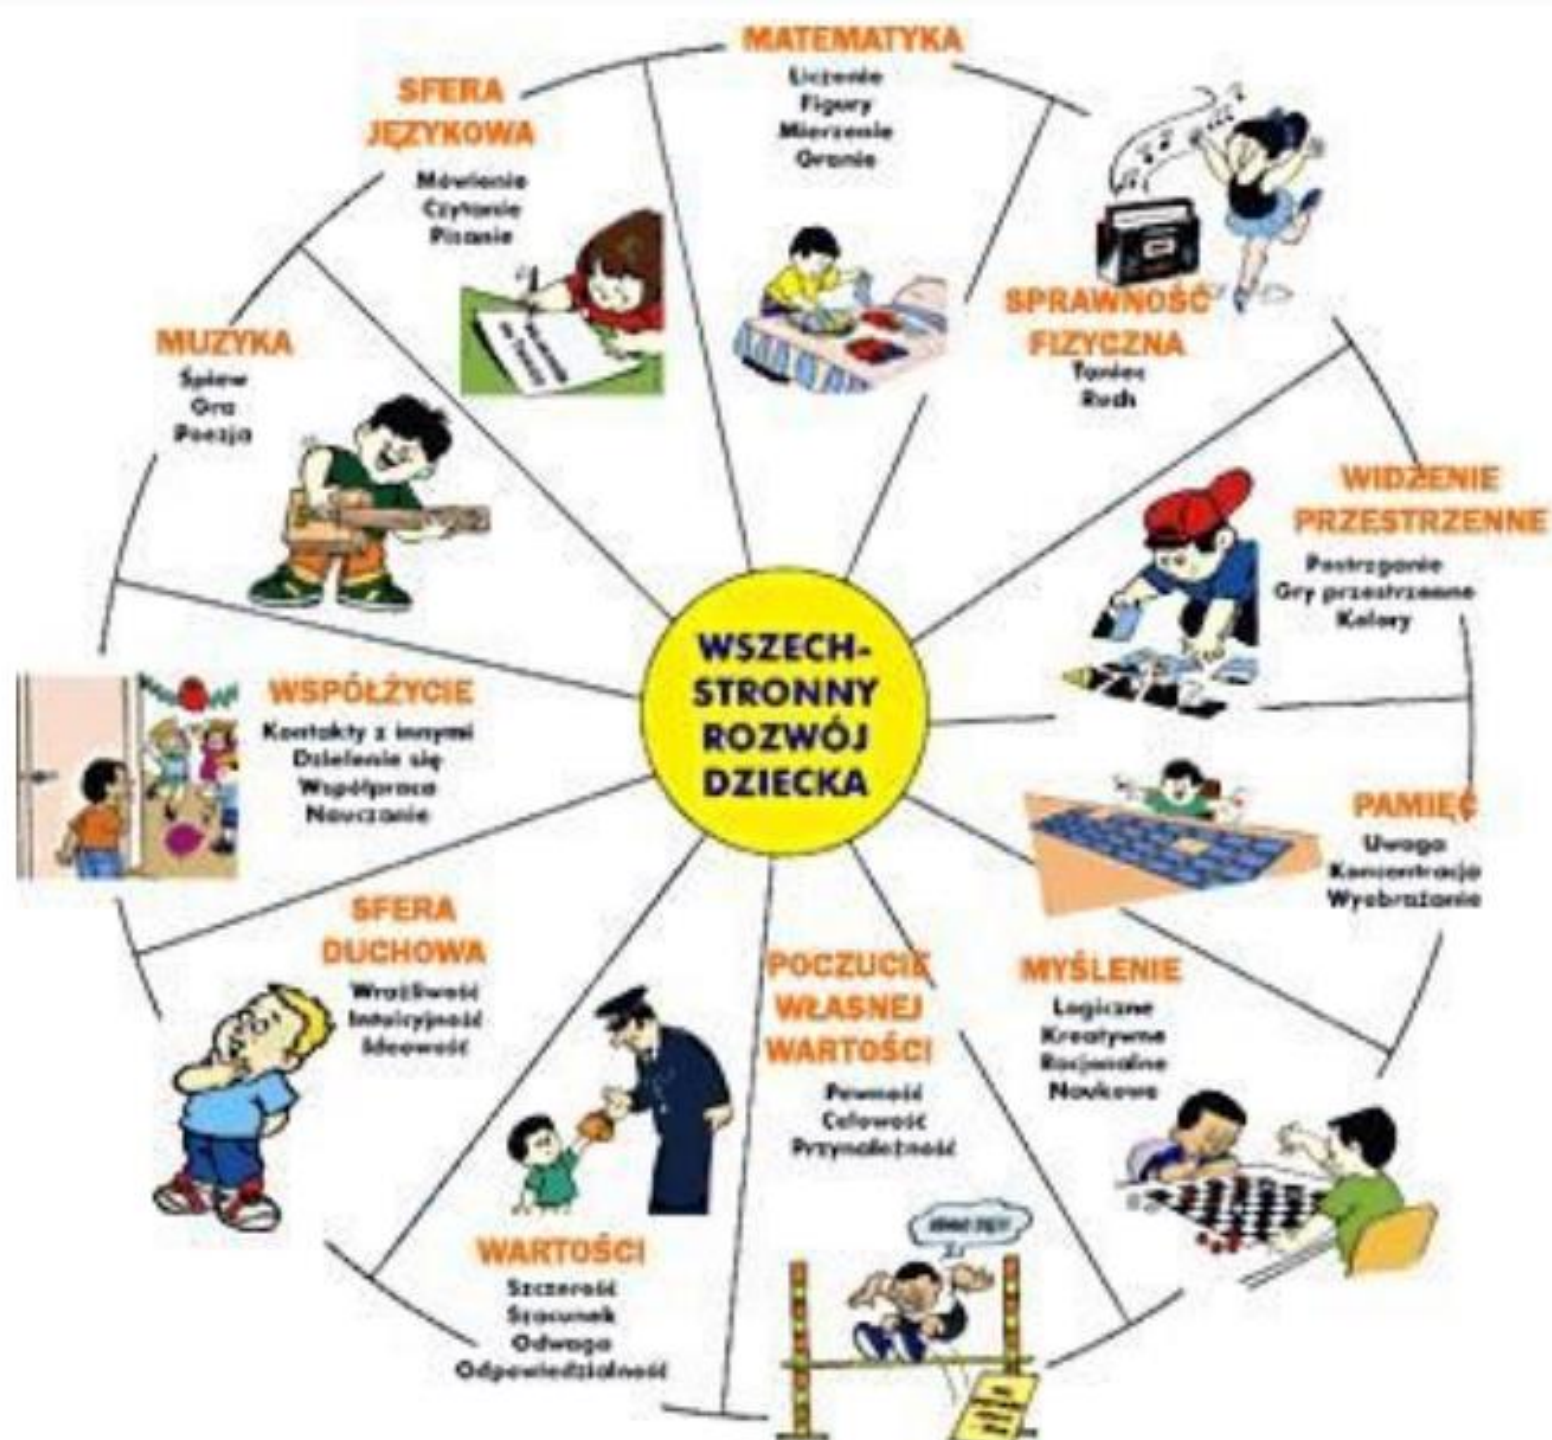 MATEMATYKA
Liczenie
Figury
Mierzenie
Granie
SPRAWNOŚĆ
FIZYCZNA
Taniec
Ruch
WIDZENIE
PRZESTRZENNE
Postrzganie
Gry przestrzenne
Kolory
PAMIĘĆ
Uwaga
Koncentracja
Wyobrażanie
MYŚLENIE
Logiczne
Kreatywne
Racjonalne
Naukowe
POCZUCIE
WŁASNEJ
WARTOŚCI
Pewność
Celowość
Przynależność
WARTOŚCI
Szczerość
Szacunek
Odwaga
Odpowiedzialność
SFERA
DUCHOWA
Wrażliwość
Intuicyjność
Ideowość
WSPÓŁŻYCIE
Kontakty z innymi
Dzielenie się
Współpraca
Nauczanie
MUZYKA
Śpiew
Gra
Poezja
SFERA
JĘZYKOWA
Mówienie
Czytanie
Pisanie
WSZECH-
STRONNY
ROZWÓJ
DZIECKA